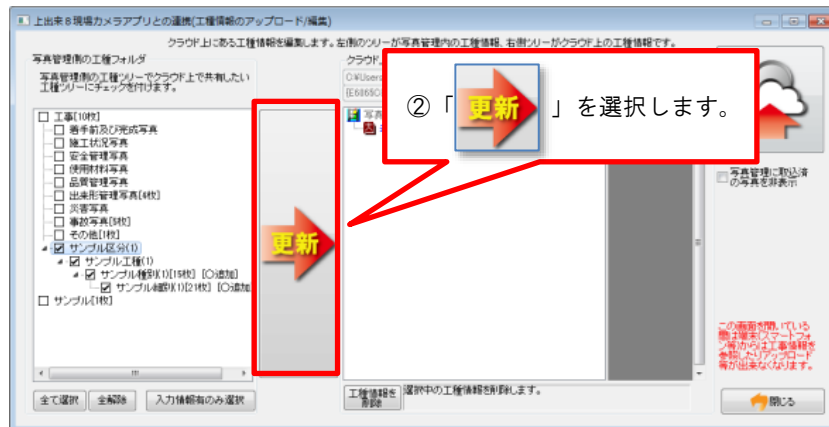 上出来8現場カメラアプリとの連携(工種情報のアップロード/編集)
クラウド上にある工種情報を編集します。左側のツリーが写真管理内の工種情報、右側ツリーがクラウド上の工種情報です。
写真管理側の工種フォルダ
写真管理側の工種ツリーでクラウド上で共有したい
工種ツリーにチェックを付けます。
工事[10枚]
着手前及び完成写真
施工状況写真
安全管理写真
使用材料写真
品質管理写真
出来形管理写真[4枚]
災害写真
事故写真[5枚]
その他[1枚]
サンプル区分(1)
サンプル工種(1)
サンプル種別(1)[15枚] [○追加]
サンプル細別(1)[21枚] [○追加
サンプル[1枚]
全て選択
全解除
入力情報有のみ選択
更新
クラウド
C:¥Users
写真
②「更新」を選択します。
工種情報を
削除
選択中の工種情報を削除します。
写真管理に取込済
の写真を非表示
この画面を開いている
間は端末(スマートフォ
ン等)からは工事情報を
参照したりアップロード
等が出来なくなります。
閉じる